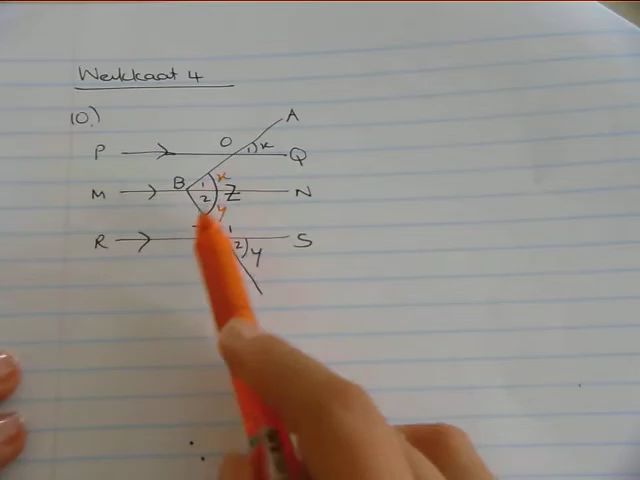 Werkkaart 4
10.)
A
P O 1 x Q
M B 1 x Z N
2 y
R 1 S
2 y